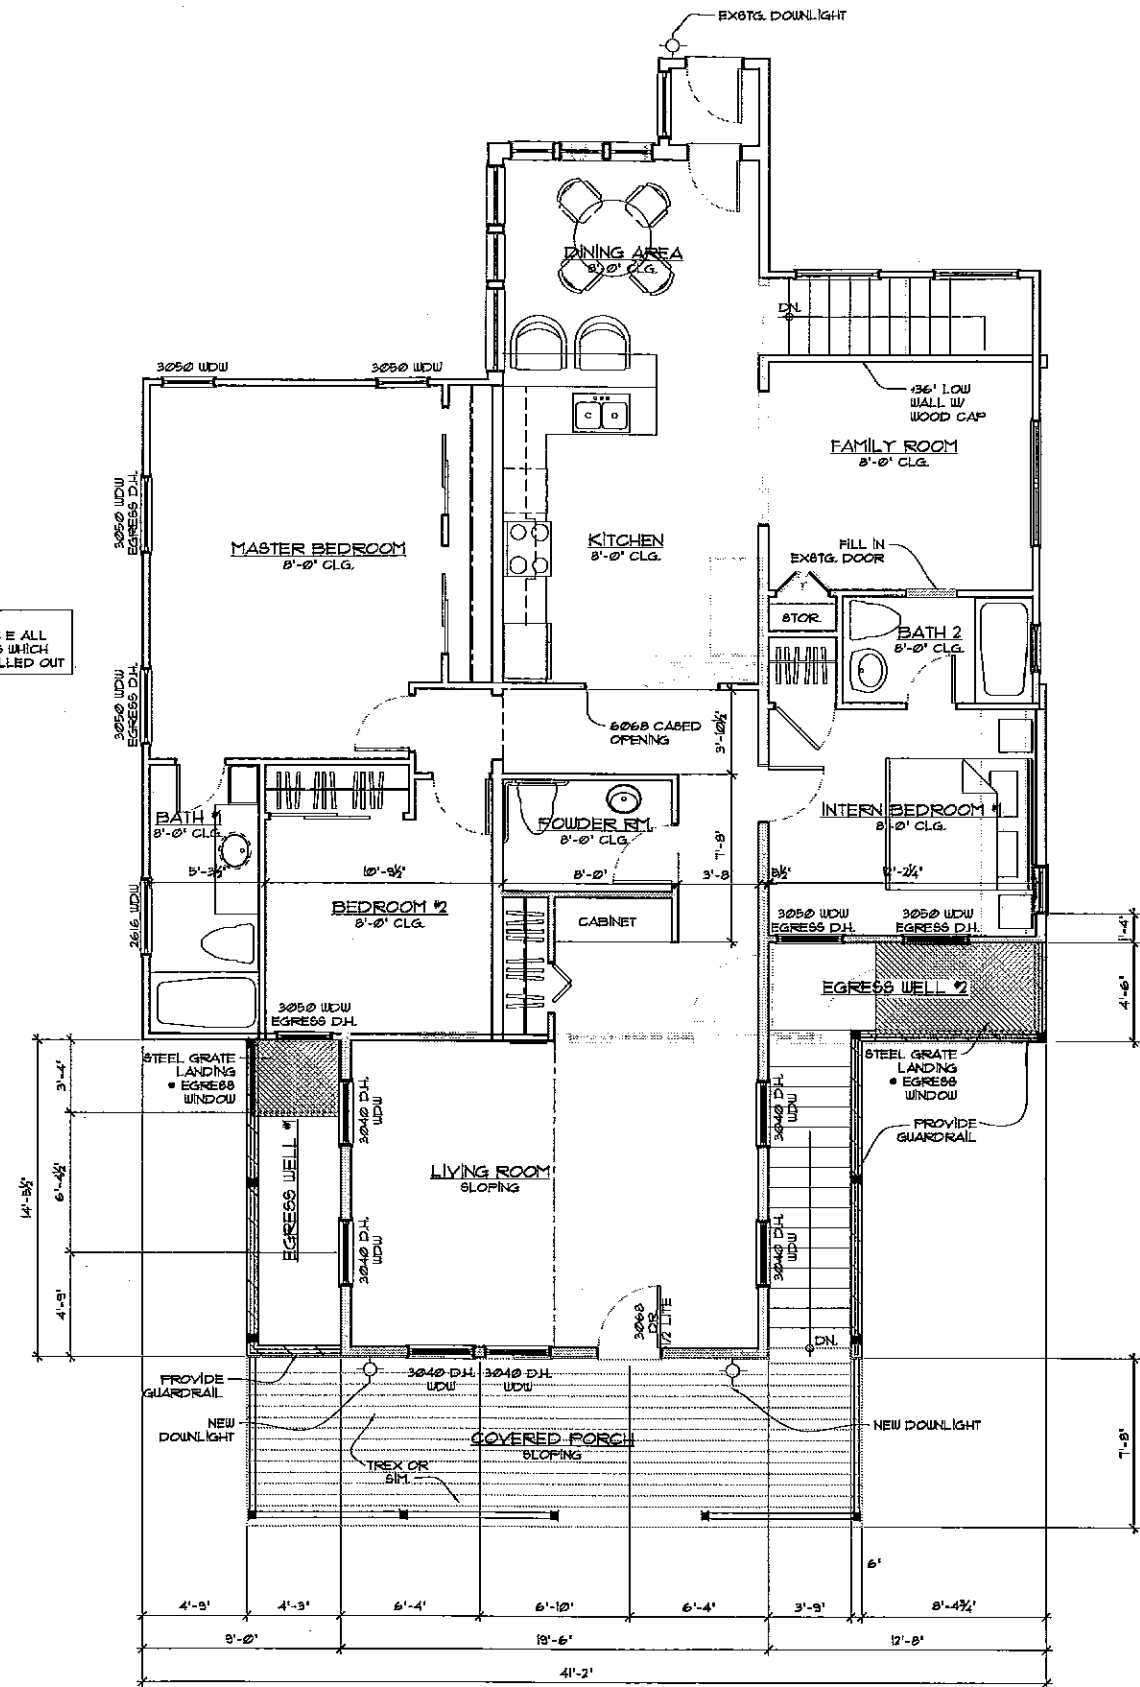 EXSTG. DOWNLIGHT
DINING AREA
8'-0" CLG.
DN.
3050 WDW
3050 WDW
+36" LOW
WALL W/
WOOD CAP
FAMILY ROOM
8'-0" CLG.
3050 WDW
EGRESS D.H.
MASTER BEDROOM
8'-0" CLG.
KITCHEN
8'-0" CLG.
FILL IN
EXSTG. DOOR
STOR.
BATH 2
8'-0" CLG.
E ALL
WHICH
LLED OUT
3050 WDW
EGRESS D.H.
6068 CASED
OPENING
3'-10½"
BATH #1
8'-0" CLG.
POWDER RM.
8'-0" CLG.
INTERN BEDROOM #1
8'-0" CLG.
7'-8"
5'-3½"
10'-9½"
8'-0"
3'-8"
5½"
12'-2¼"
2616 WDW
BEDROOM #2
8'-0" CLG.
CABINET
3050 WDW
EGRESS D.H.
3050 WDW
EGRESS D.H.
1'-4"
EGRESS WELL #2
4'-6"
3050 WDW
EGRESS D.H.
STEEL GRATE
LANDING
@ EGRESS
WINDOW
STEEL GRATE
LANDING
@ EGRESS
WINDOW
3'-4"
3040 D.H.
WDW
3040 D.H.
WDW
PROVIDE
GUARDRAIL
14'-5½"
6'-4½"
EGRESS WELL #1
LIVING ROOM
SLOPING
3040 D.H.
WDW
3040 D.H.
WDW
4'-9"
3068
DR.
1/2 LITE
DN.
PROVIDE
GUARDRAIL
3040 D.H.
WDW
3040 D.H.
WDW
NEW
DOWNLIGHT
NEW DOWNLIGHT
COVERED PORCH
SLOPING
TREX OR
SIM.
7'-8"
6"
4'-9"
4'-3"
6'-4"
6'-10"
6'-4"
3'-9"
8'-4¾"
9'-0"
19'-6"
12'-8"
41'-2"